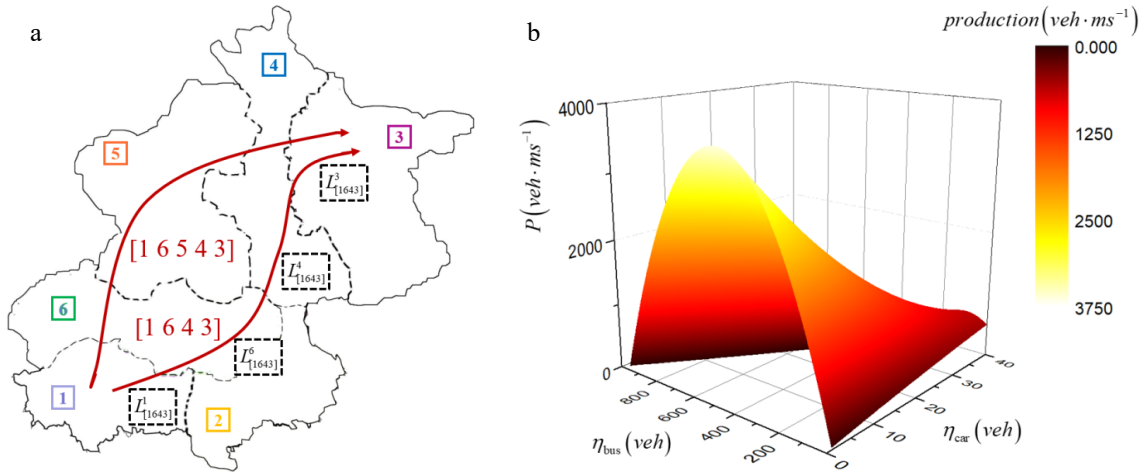 a
4
5
3
L³[1643]
[1 6 5 4 3]
L⁴[1643]
6
[1 6 4 3]
L⁶[1643]
1
L¹[1643]
2
b
production(veh·ms⁻¹)
0.000
1250
2500
3750
P(veh·ms⁻¹)
4000
2000
0
800
600
400
200
0
10
20
30
40
η_bus(veh)
η_car(veh)